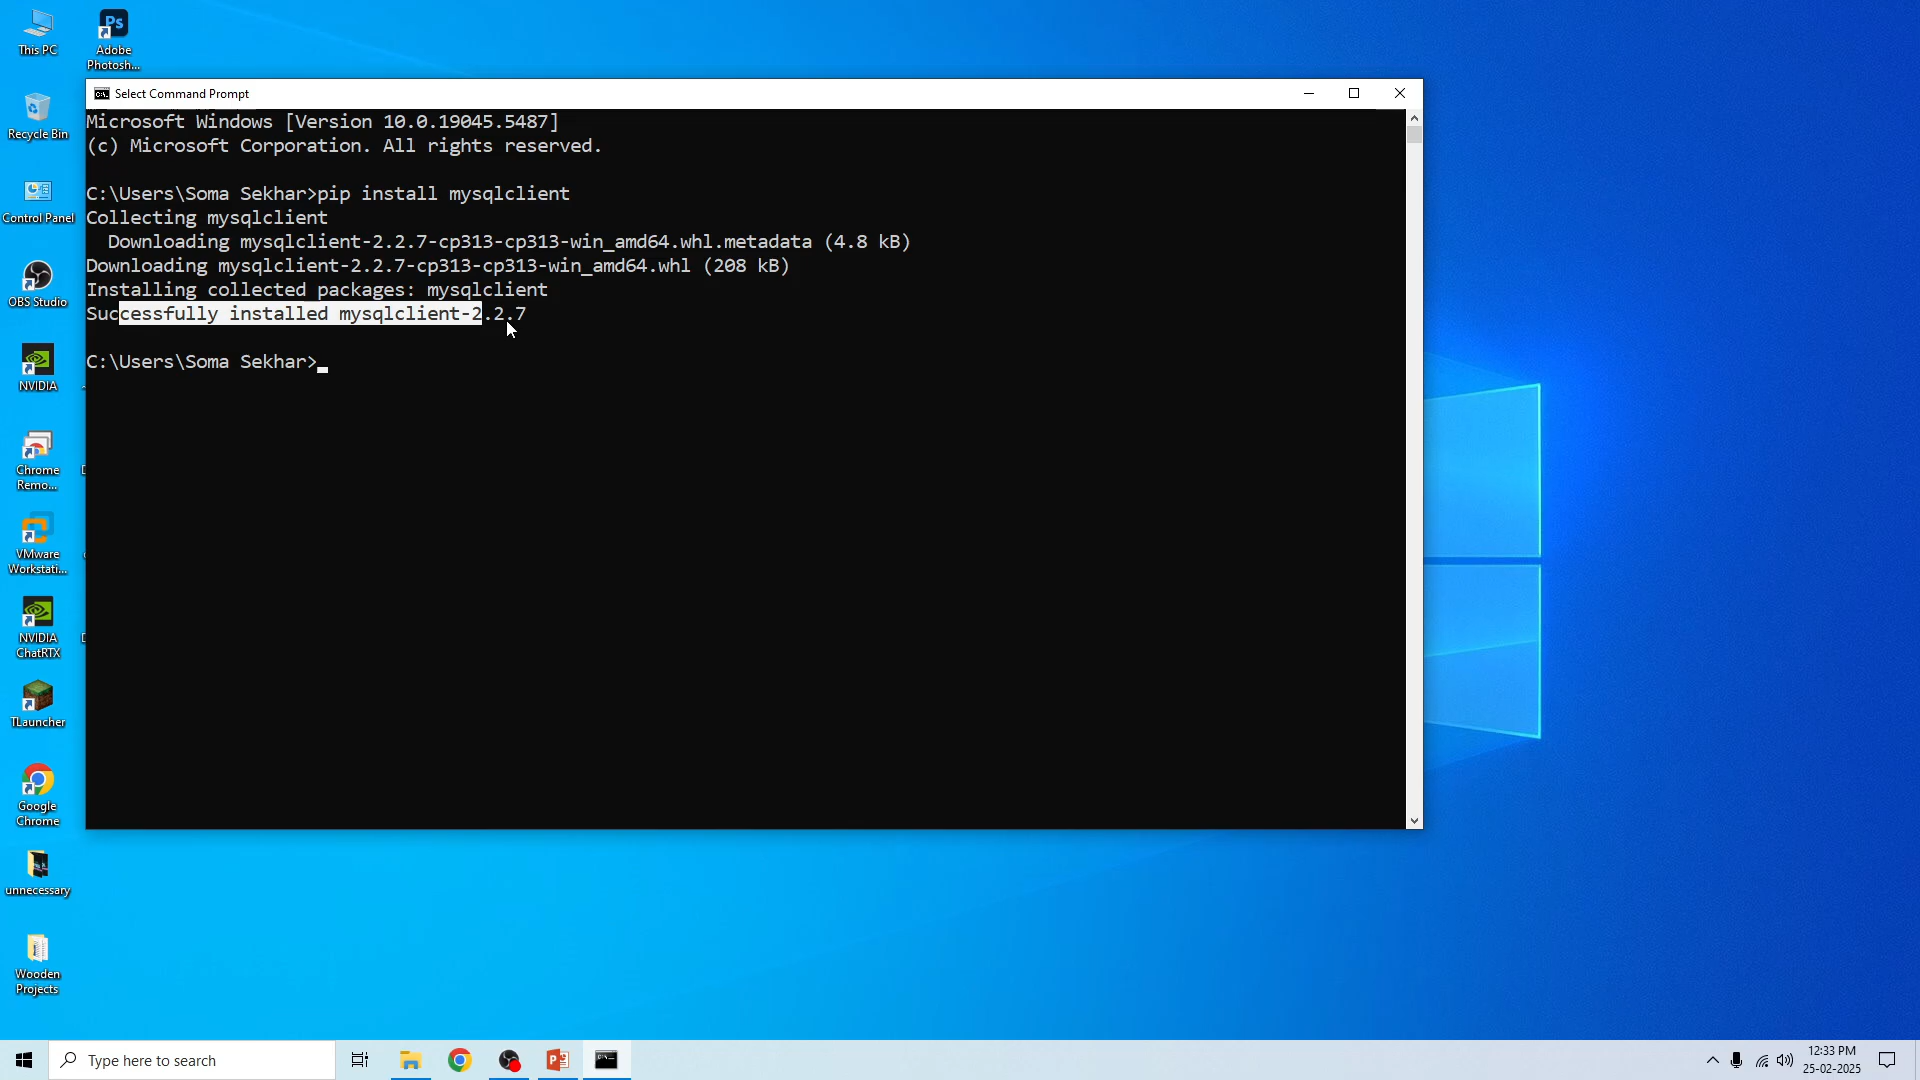 This PC
Ps
Adobe
Photosh...
Select Command Prompt
Microsoft Windows [Version 10.0.19045.5487]
(c) Microsoft Corporation. All rights reserved.
C:\Users\Soma Sekhar>pip install mysqlclient
Collecting mysqlclient
Downloading mysqlclient-2.2.7-cp313-cp313-win_amd64.whl.metadata (4.8 kB)
Downloading mysqlclient-2.2.7-cp313-cp313-win_amd64.whl (208 kB)
Installing collected packages: mysqlclient
Successfully installed mysqlclient-2.2.7
C:\Users\Soma Sekhar>
Recycle Bin
Control Panel
OBS Studio
NVIDIA
Chrome
Remo...
VMware
Workstati...
NVIDIA
ChatRTX
TLauncher
Google
Chrome
unnecessary
Wooden
Projects
Type here to search
12:33 PM
25-02-2025